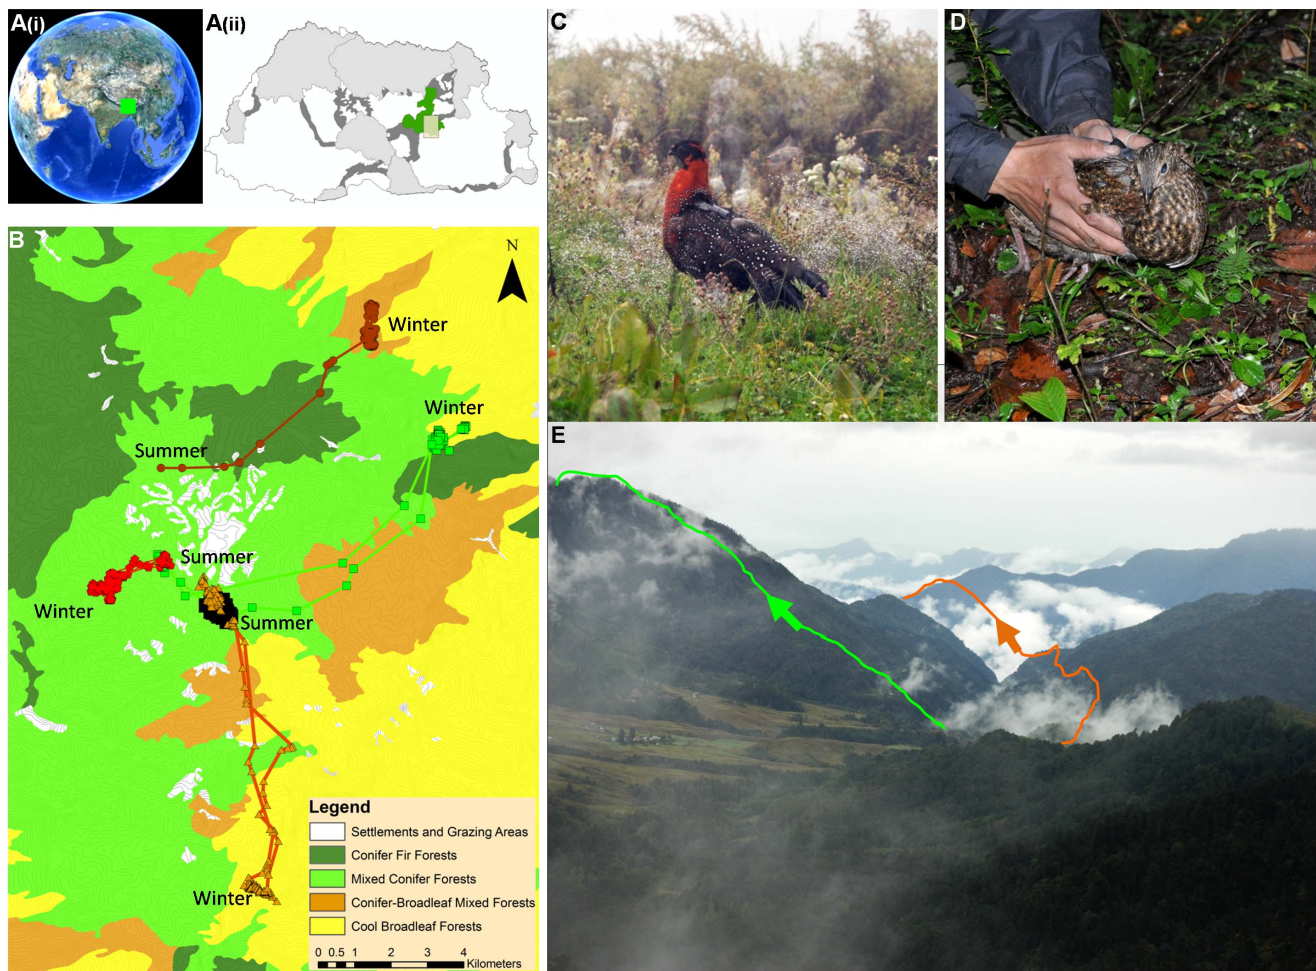 A(i)
A(ii)
B
N
Winter
Winter
Summer
Summer
Winter
Summer
Winter
Legend
Settlements and Grazing Areas
Conifer Fir Forests
Mixed Conifer Forests
Conifer-Broadleaf Mixed Forests
Cool Broadleaf Forests
0 0.5 1 2 3 4
Kilometers
C
D
E